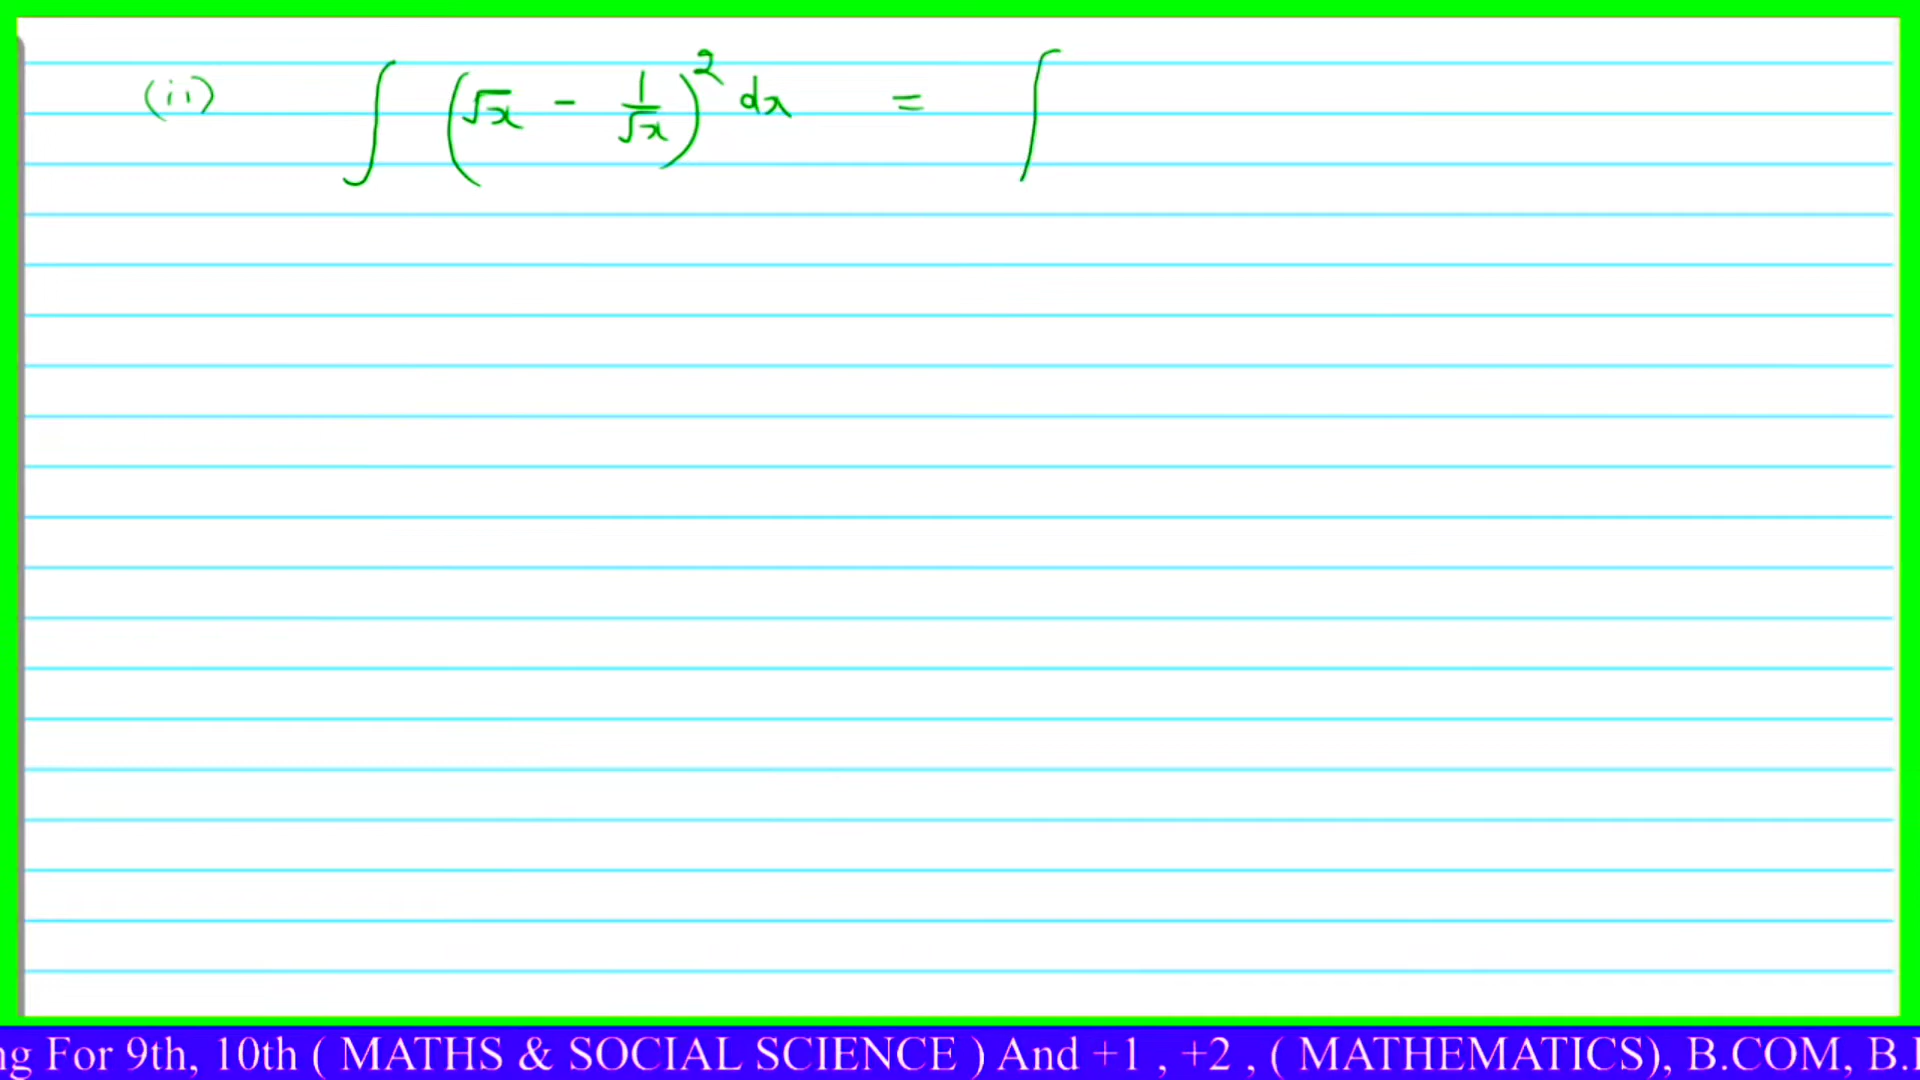 (ii) ∫ (√x - 1/√x)² dx = ∫
ng For 9th, 10th ( MATHS & SOCIAL SCIENCE ) And +1 , +2 , ( MATHEMATICS), B.COM, B.